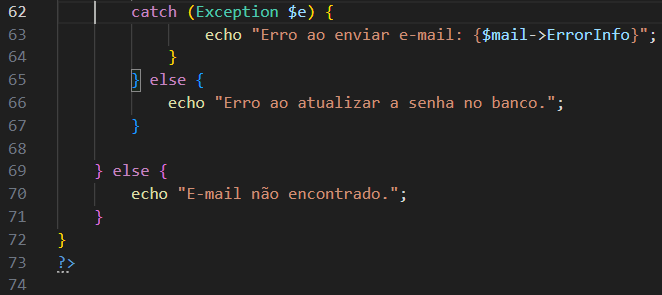 62 catch (Exception $e) {
63 echo "Erro ao enviar e-mail: {$mail->ErrorInfo}";
64 }
65 } else {
66 echo "Erro ao atualizar a senha no banco.";
67 }
68
69 } else {
70 echo "E-mail não encontrado.";
71 }
72 }
73 ?>
74